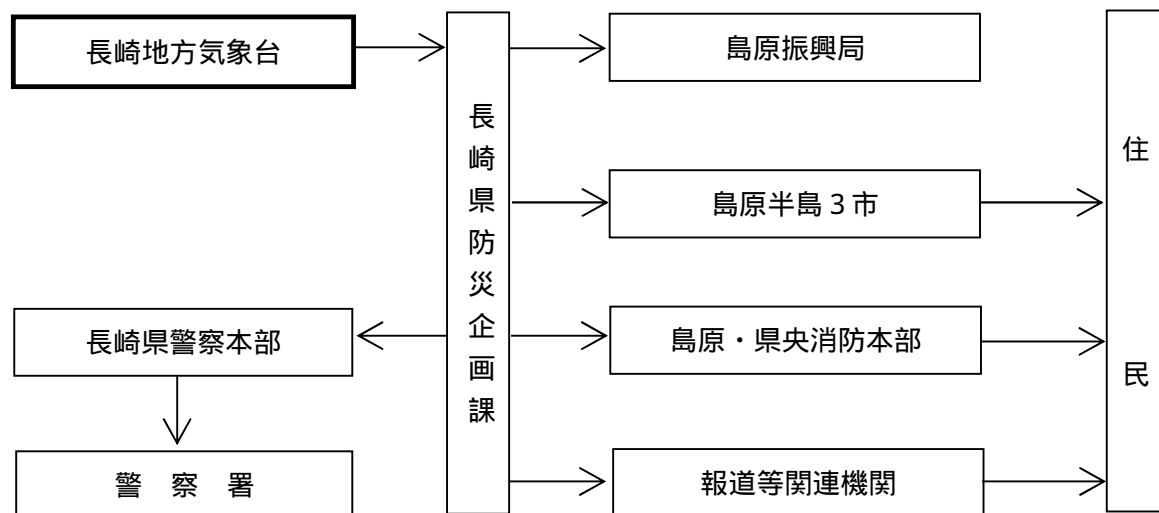 長崎地方気象台
長崎県防災企画課
島原振興局
島原半島３市
島原・県央消防本部
報道等関連機関
長崎県警察本部
警　察　署
住民